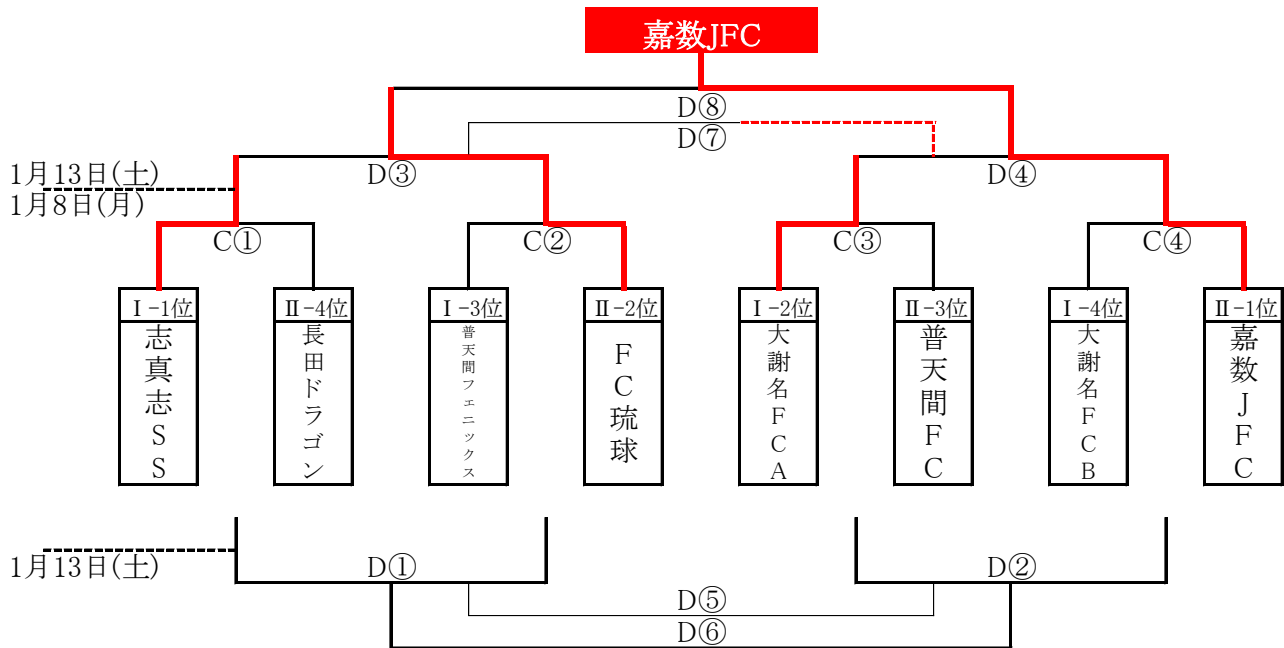 嘉数JFC
D⑧
D⑦
1月13日(土)
D③
D④
1月8日(月)
C①
C②
C③
C④
Ⅰ-1位
Ⅱ-4位
Ⅰ-3位
Ⅱ-2位
Ⅰ-2位
Ⅱ-3位
Ⅰ-4位
Ⅱ-1位
志真志SS
長田ドラゴン
普天間フェニックス
FC琉球
大謝名FCA
普天間FC
大謝名FCB
嘉数JFC
1月13日(土)
D①
D②
D⑤
D⑥